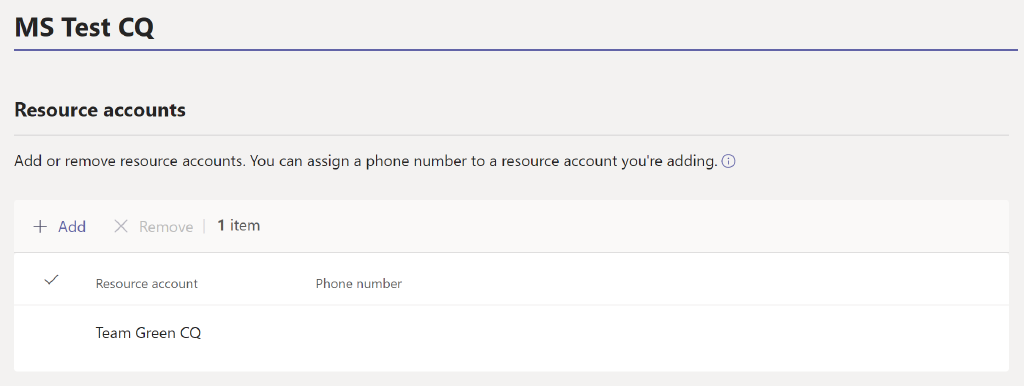 MS Test CQ
Resource accounts
Add or remove resource accounts. You can assign a phone number to a resource account you're adding.
Add Remove 1 item
Resource account Phone number
Team Green CQ